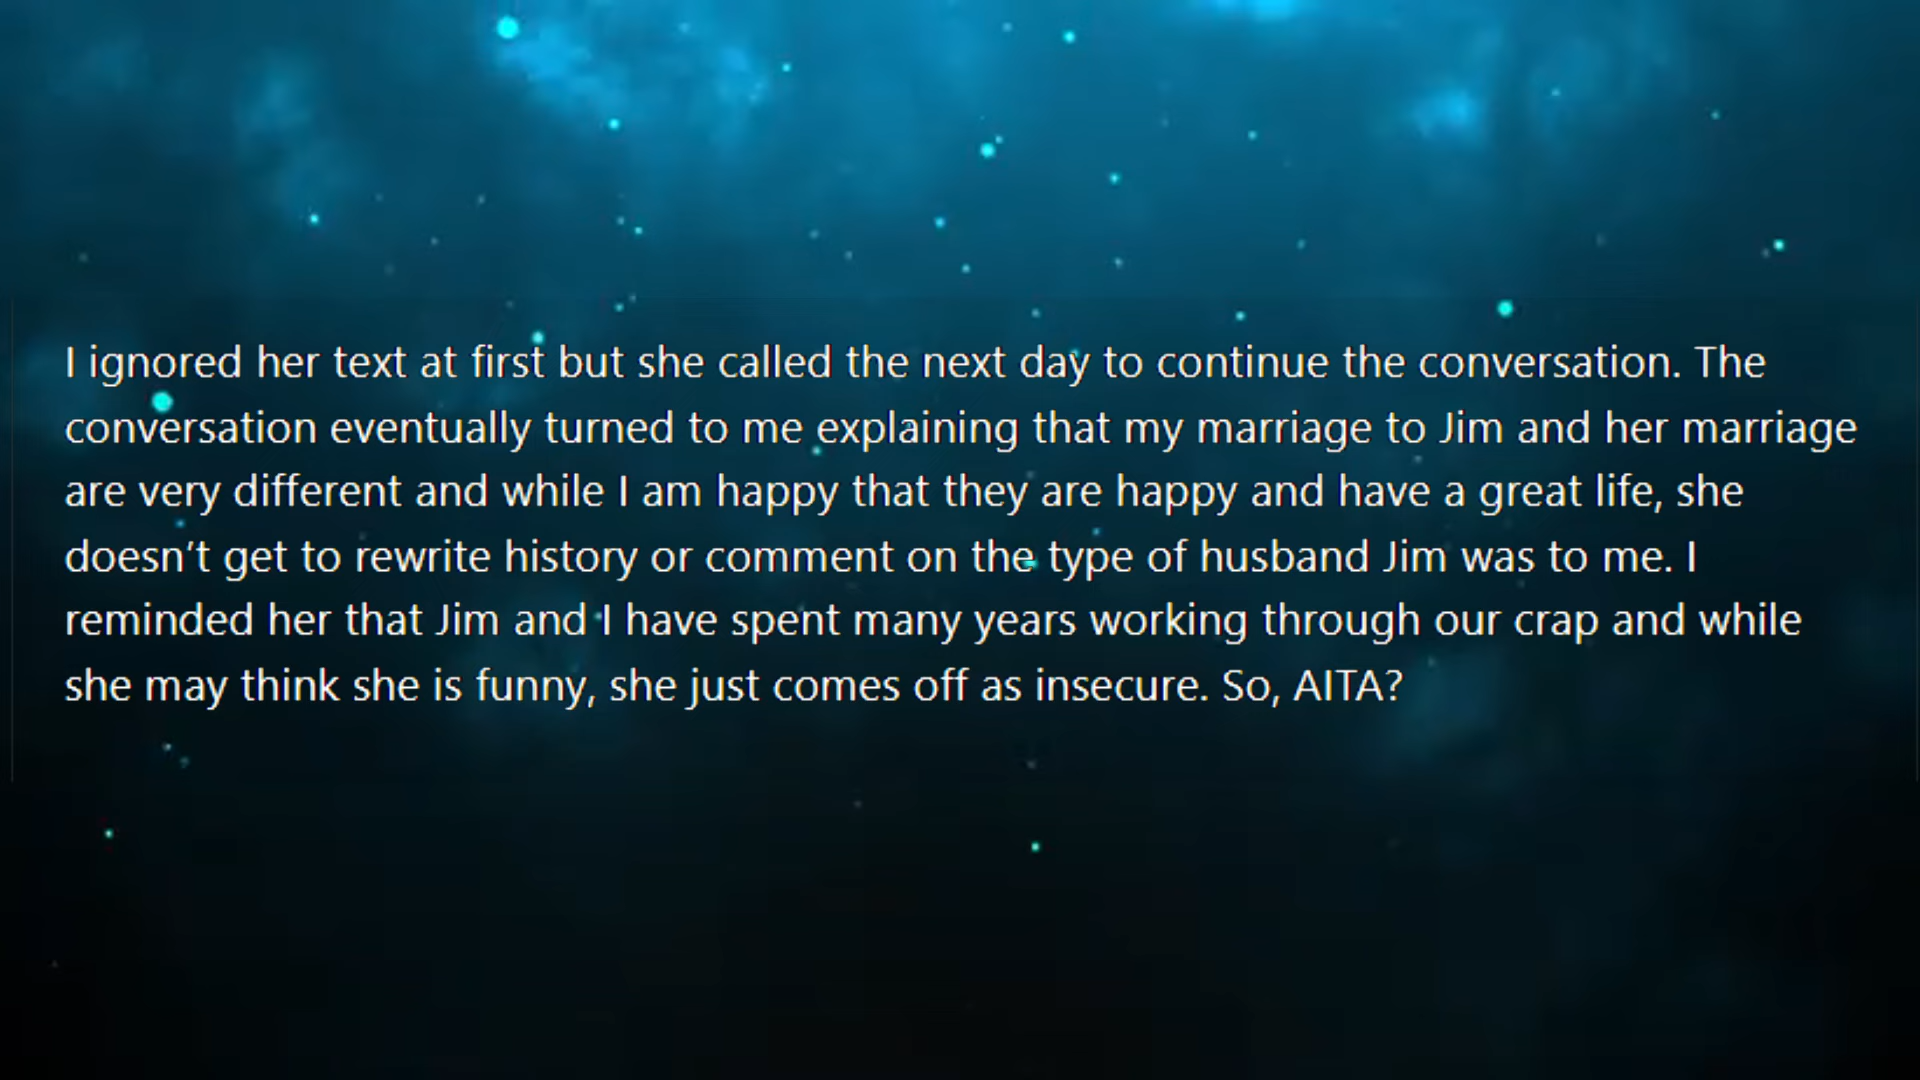 I ignored her text at first but she called the next day to continue the conversation. The
conversation eventually turned to me explaining that my marriage to Jim and her marriage
are very different and while I am happy that they are happy and have a great life, she
doesn’t get to rewrite history or comment on the type of husband Jim was to me. I
reminded her that Jim and I have spent many years working through our crap and while
she may think she is funny, she just comes off as insecure. So, AITA?